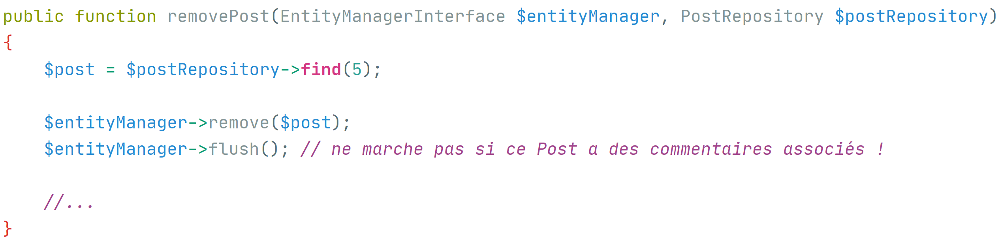 public function removePost(EntityManagerInterface $entityManager, PostRepository $postRepository)
{
$post = $postRepository->find(5);
$entityManager->remove($post);
$entityManager->flush(); // ne marche pas si ce Post a des commentaires associés !
//...
}